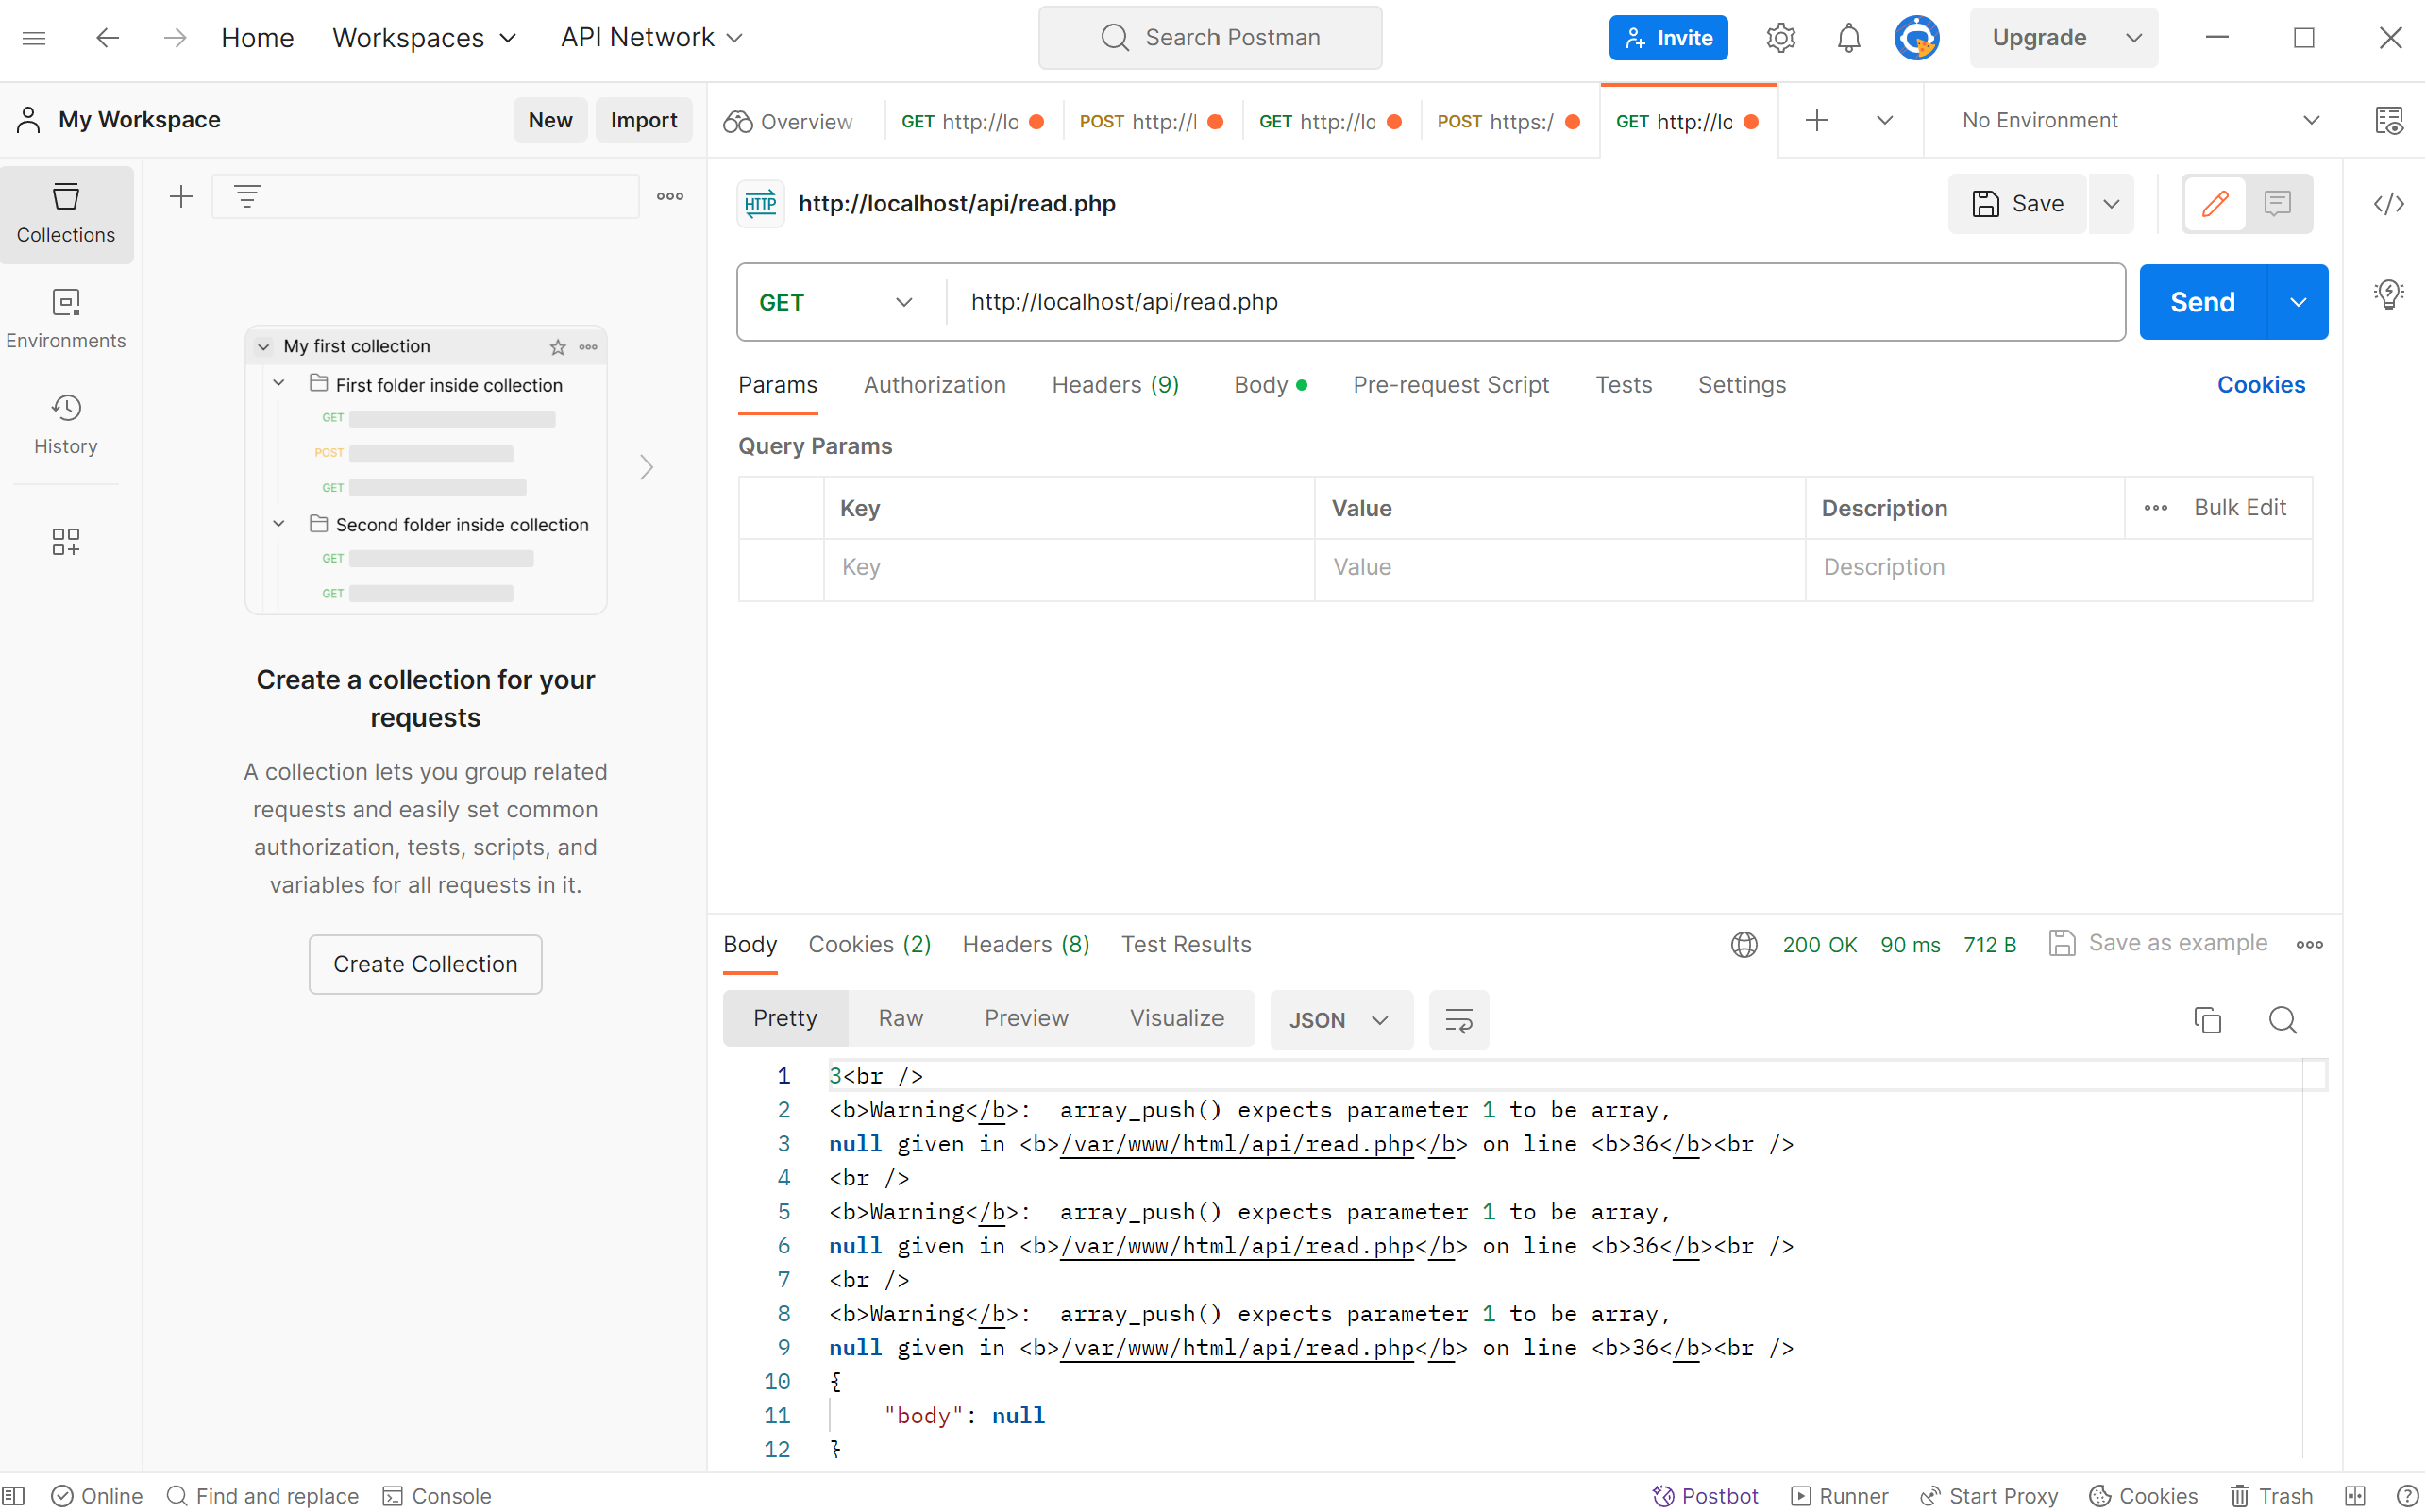 Home
Workspaces
API Network
Search Postman
Invite
Upgrade
My Workspace
New
Import
Overview
GET http://lo
POST http://l
GET http://lo
POST https:/
GET http://lo
No Environment
Collections
Environments
History
My first collection
First folder inside collection
GET
POST
GET
Second folder inside collection
GET
GET
Create a collection for your
requests
A collection lets you group related
requests and easily set common
authorization, tests, scripts, and
variables for all requests in it.
Create Collection
HTTP
http://localhost/api/read.php
Save
GET
http://localhost/api/read.php
Send
Params
Authorization
Headers (9)
Body
Pre-request Script
Tests
Settings
Cookies
Query Params
Key
Value
Description
Bulk Edit
Key
Value
Description
Body
Cookies (2)
Headers (8)
Test Results
200 OK
90 ms
712 B
Save as example
Pretty
Raw
Preview
Visualize
JSON
1 3<br />
2 <b>Warning</b>:  array_push() expects parameter 1 to be array,
3 null given in <b>/var/www/html/api/read.php</b> on line <b>36</b><br />
4 <br />
5 <b>Warning</b>:  array_push() expects parameter 1 to be array,
6 null given in <b>/var/www/html/api/read.php</b> on line <b>36</b><br />
7 <br />
8 <b>Warning</b>:  array_push() expects parameter 1 to be array,
9 null given in <b>/var/www/html/api/read.php</b> on line <b>36</b><br />
10 {
11     "body": null
12 }
Online
Find and replace
Console
Postbot
Runner
Start Proxy
Cookies
Trash